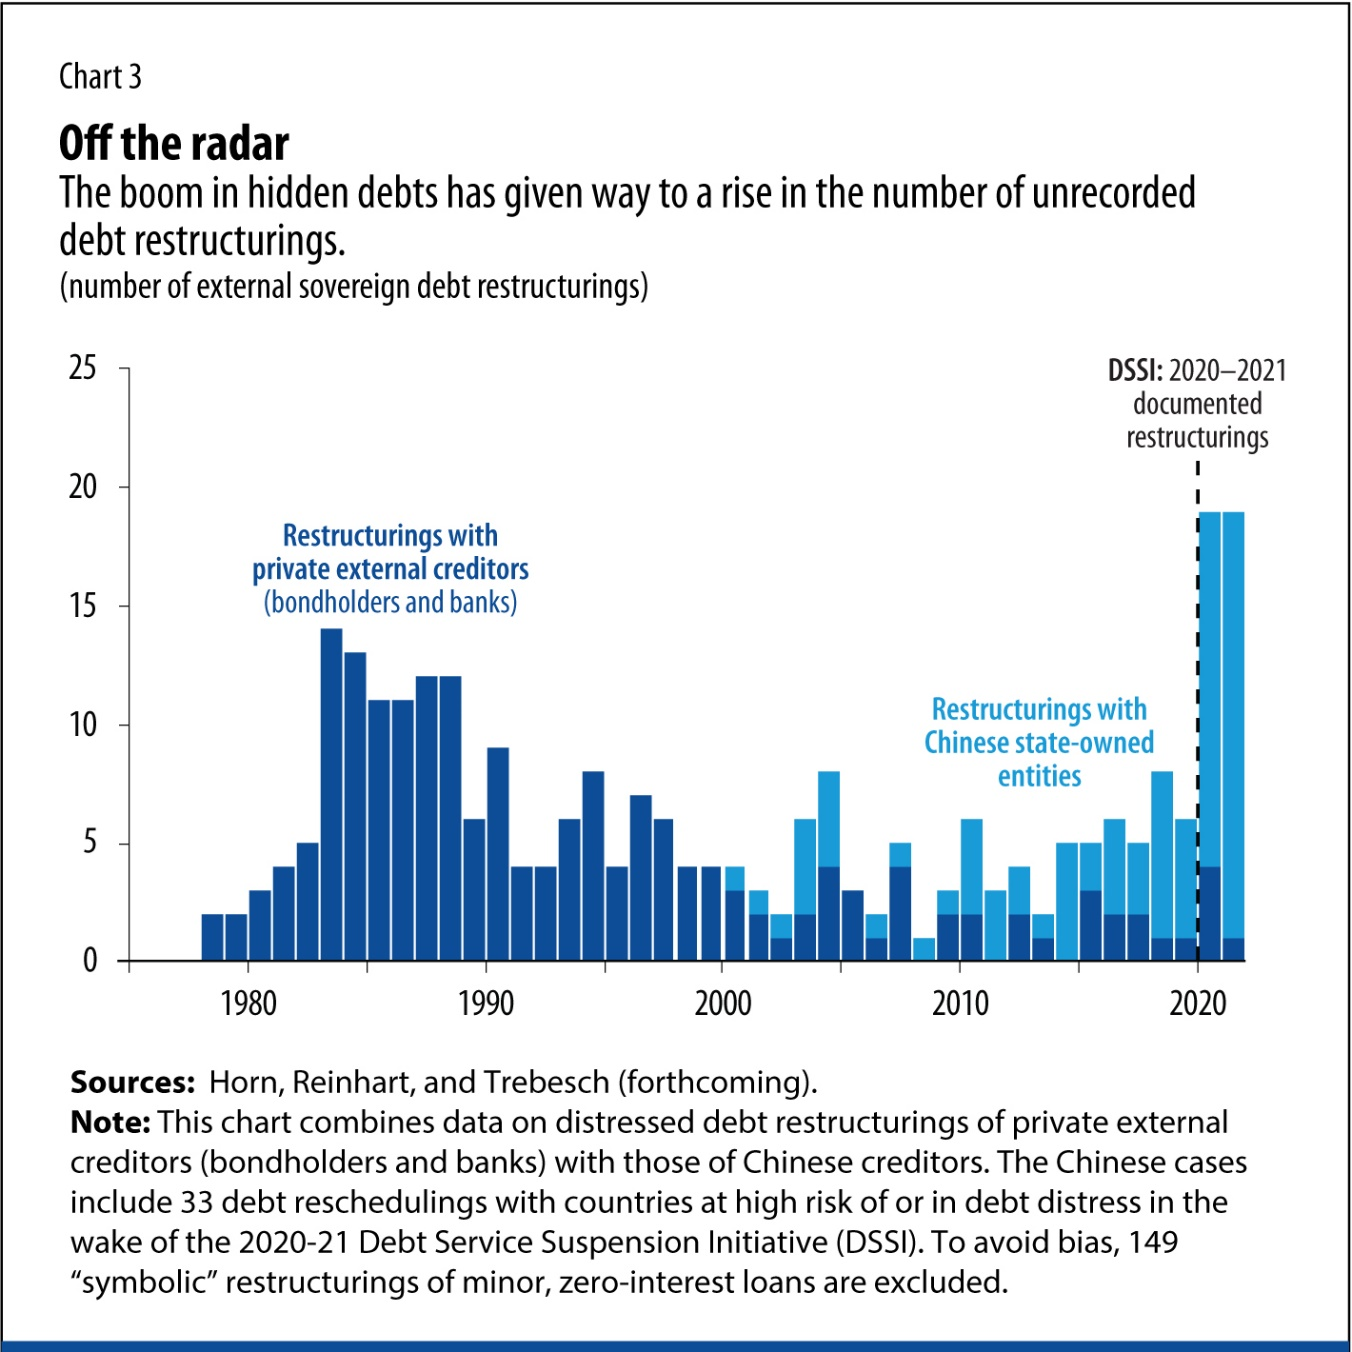 Chart 3
Off the radar
The boom in hidden debts has given way to a rise in the number of unrecorded
debt restructurings.
(number of external sovereign debt restructurings)
25
20
15
10
5
0
DSSI: 2020–2021
documented
restructurings
Restructurings with
private external creditors
(bondholders and banks)
Restructurings with
Chinese state-owned
entities
1980
1990
2000
2010
2020
Sources: Horn, Reinhart, and Trebesch (forthcoming).
Note: This chart combines data on distressed debt restructurings of private external
creditors (bondholders and banks) with those of Chinese creditors. The Chinese cases
include 33 debt reschedulings with countries at high risk of or in debt distress in the
wake of the 2020-21 Debt Service Suspension Initiative (DSSI). To avoid bias, 149
“symbolic” restructurings of minor, zero-interest loans are excluded.